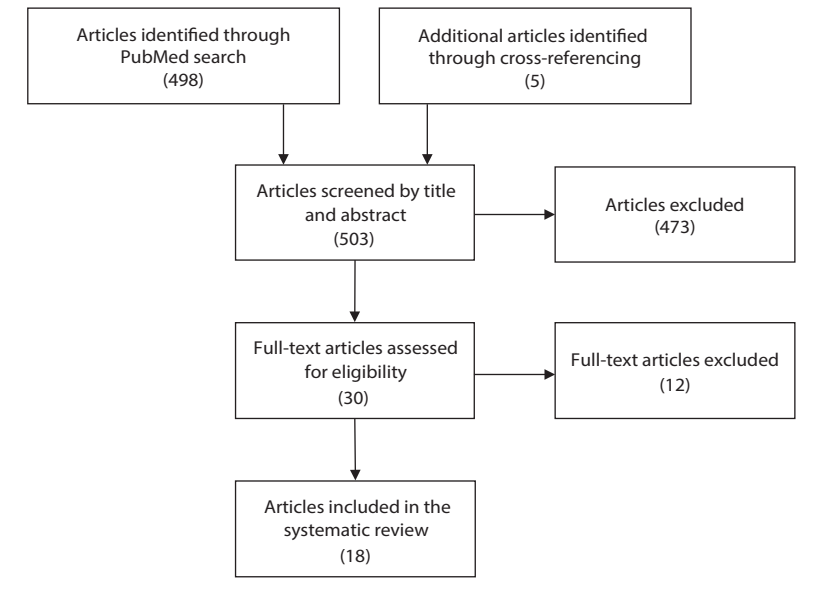 Articles identified through
PubMed search
(498)
Additional articles identified
through cross-referencing
(5)
Articles screened by title
and abstract
(503)
Articles excluded
(473)
Full-text articles assessed
for eligibility
(30)
Full-text articles excluded
(12)
Articles included in the
systematic review
(18)